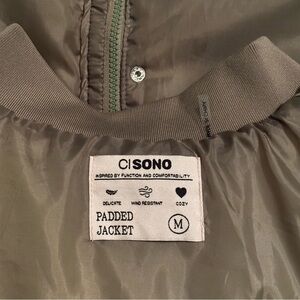 CISONO
INSPIRED BY FUNCTION AND COMFORTABILITY
DELICATE WIND RESISTANT COZY
PADDED
JACKET
M